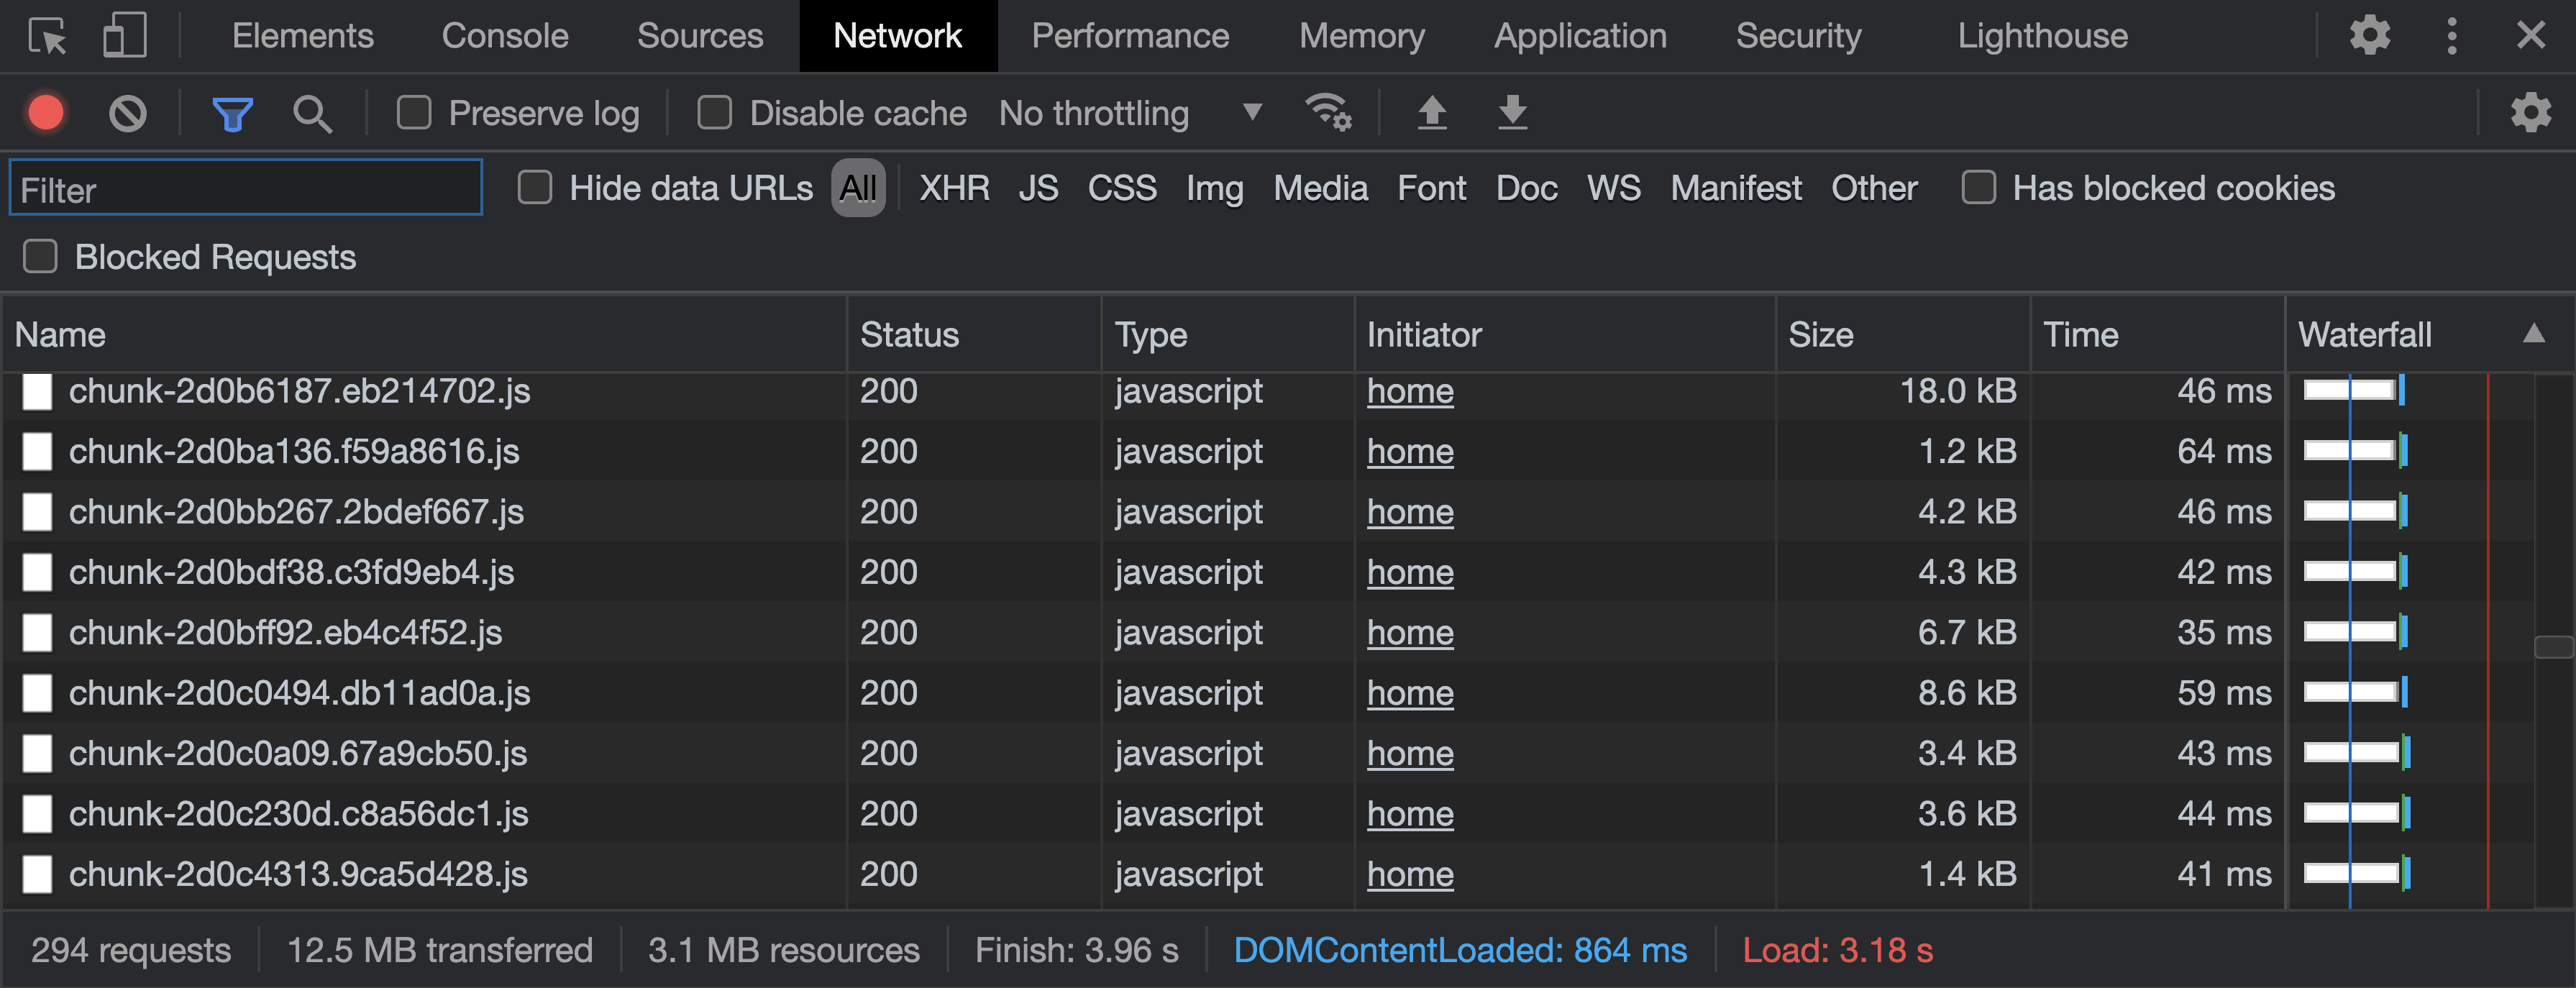 Elements Console Sources Network Performance Memory Application Security Lighthouse
Preserve log Disable cache No throttling
Filter Hide data URLs All XHR JS CSS Img Media Font Doc WS Manifest Other Has blocked cookies
Blocked Requests
Name Status Type Initiator Size Time Waterfall
chunk-2d0b6187.eb214702.js 200 javascript home 18.0 kB 46 ms
chunk-2d0ba136.f59a8616.js 200 javascript home 1.2 kB 64 ms
chunk-2d0bb267.2bdef667.js 200 javascript home 4.2 kB 46 ms
chunk-2d0bdf38.c3fd9eb4.js 200 javascript home 4.3 kB 42 ms
chunk-2d0bff92.eb4c4f52.js 200 javascript home 6.7 kB 35 ms
chunk-2d0c0494.db11ad0a.js 200 javascript home 8.6 kB 59 ms
chunk-2d0c0a09.67a9cb50.js 200 javascript home 3.4 kB 43 ms
chunk-2d0c230d.c8a56dc1.js 200 javascript home 3.6 kB 44 ms
chunk-2d0c4313.9ca5d428.js 200 javascript home 1.4 kB 41 ms
294 requests 12.5 MB transferred 3.1 MB resources Finish: 3.96 s DOMContentLoaded: 864 ms Load: 3.18 s